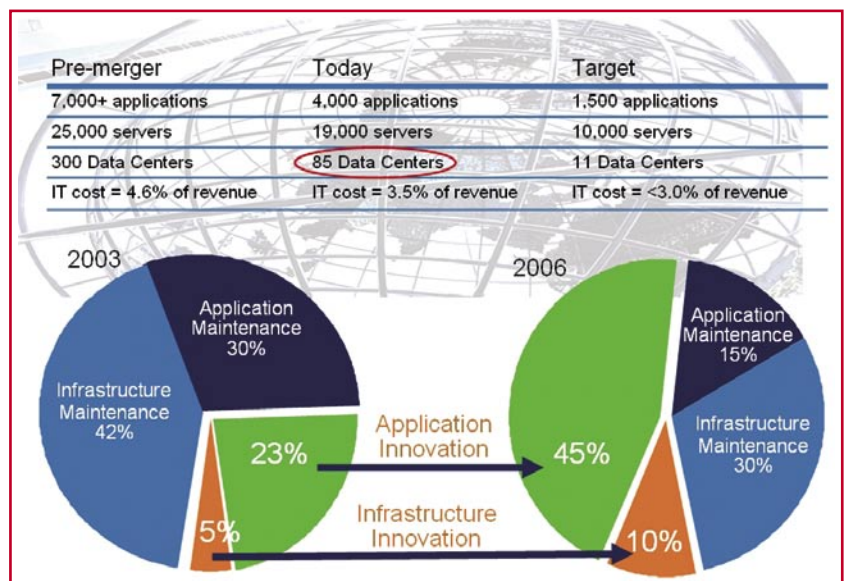 Pre-merger Today Target
7,000+ applications 4,000 applications 1,500 applications
25,000 servers 19,000 servers 10,000 servers
300 Data Centers 85 Data Centers 11 Data Centers
IT cost = 4.6% of revenue IT cost = 3.5% of revenue IT cost = <3.0% of revenue
2003
Application
Maintenance
30%
Infrastructure
Maintenance
42%
23%
5%
Application
Innovation
Infrastructure
Innovation
2006
Application
Maintenance
15%
Infrastructure
Maintenance
30%
45%
10%